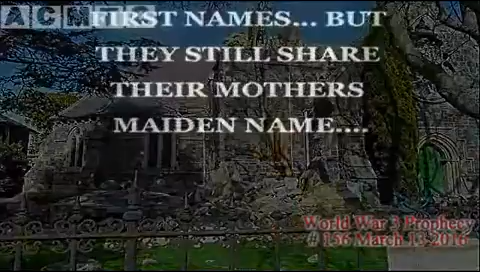 ACMTC
FIRST NAMES... BUT
THEY STILL SHARE
THEIR MOTHERS
MAIDEN NAME....
World War 3 Prophecy
# 156 March 13 2016